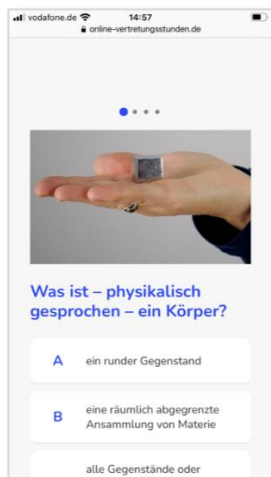 vodafone.de 14:57
online-vertretungsstunden.de
Was ist – physikalisch
gesprochen – ein Körper?
A ein runder Gegenstand
B eine räumlich abgegrenzte
Ansammlung von Materie
alle Gegenstände oder